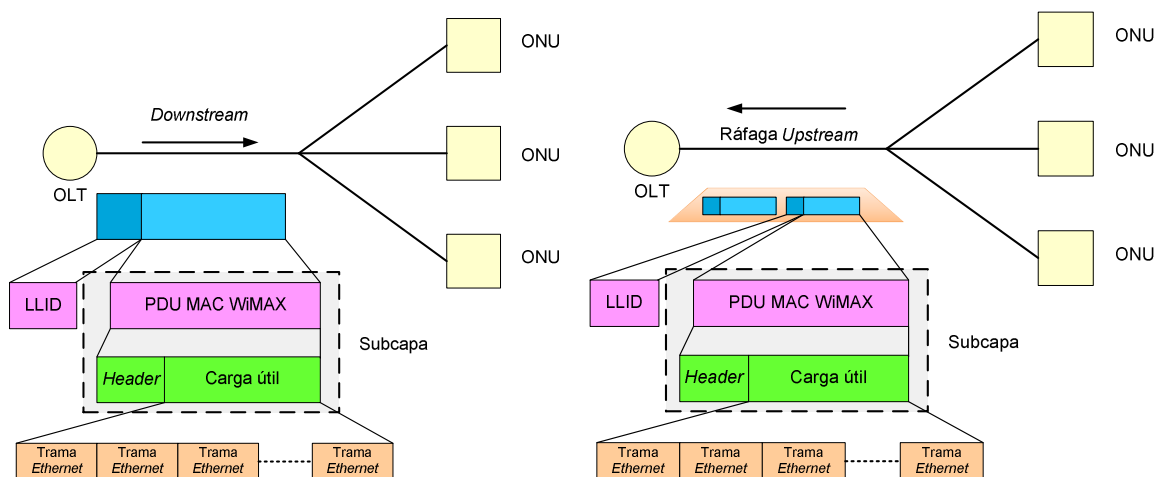 ONU
Downstream
ONU
OLT
ONU
LLID
PDU MAC WiMAX
Subcapa
Header
Carga útil
Trama
Ethernet
Trama
Ethernet
Trama
Ethernet
Trama
Ethernet
ONU
Ráfaga Upstream
ONU
OLT
ONU
LLID
PDU MAC WiMAX
Subcapa
Header
Carga útil
Trama
Ethernet
Trama
Ethernet
Trama
Ethernet
Trama
Ethernet